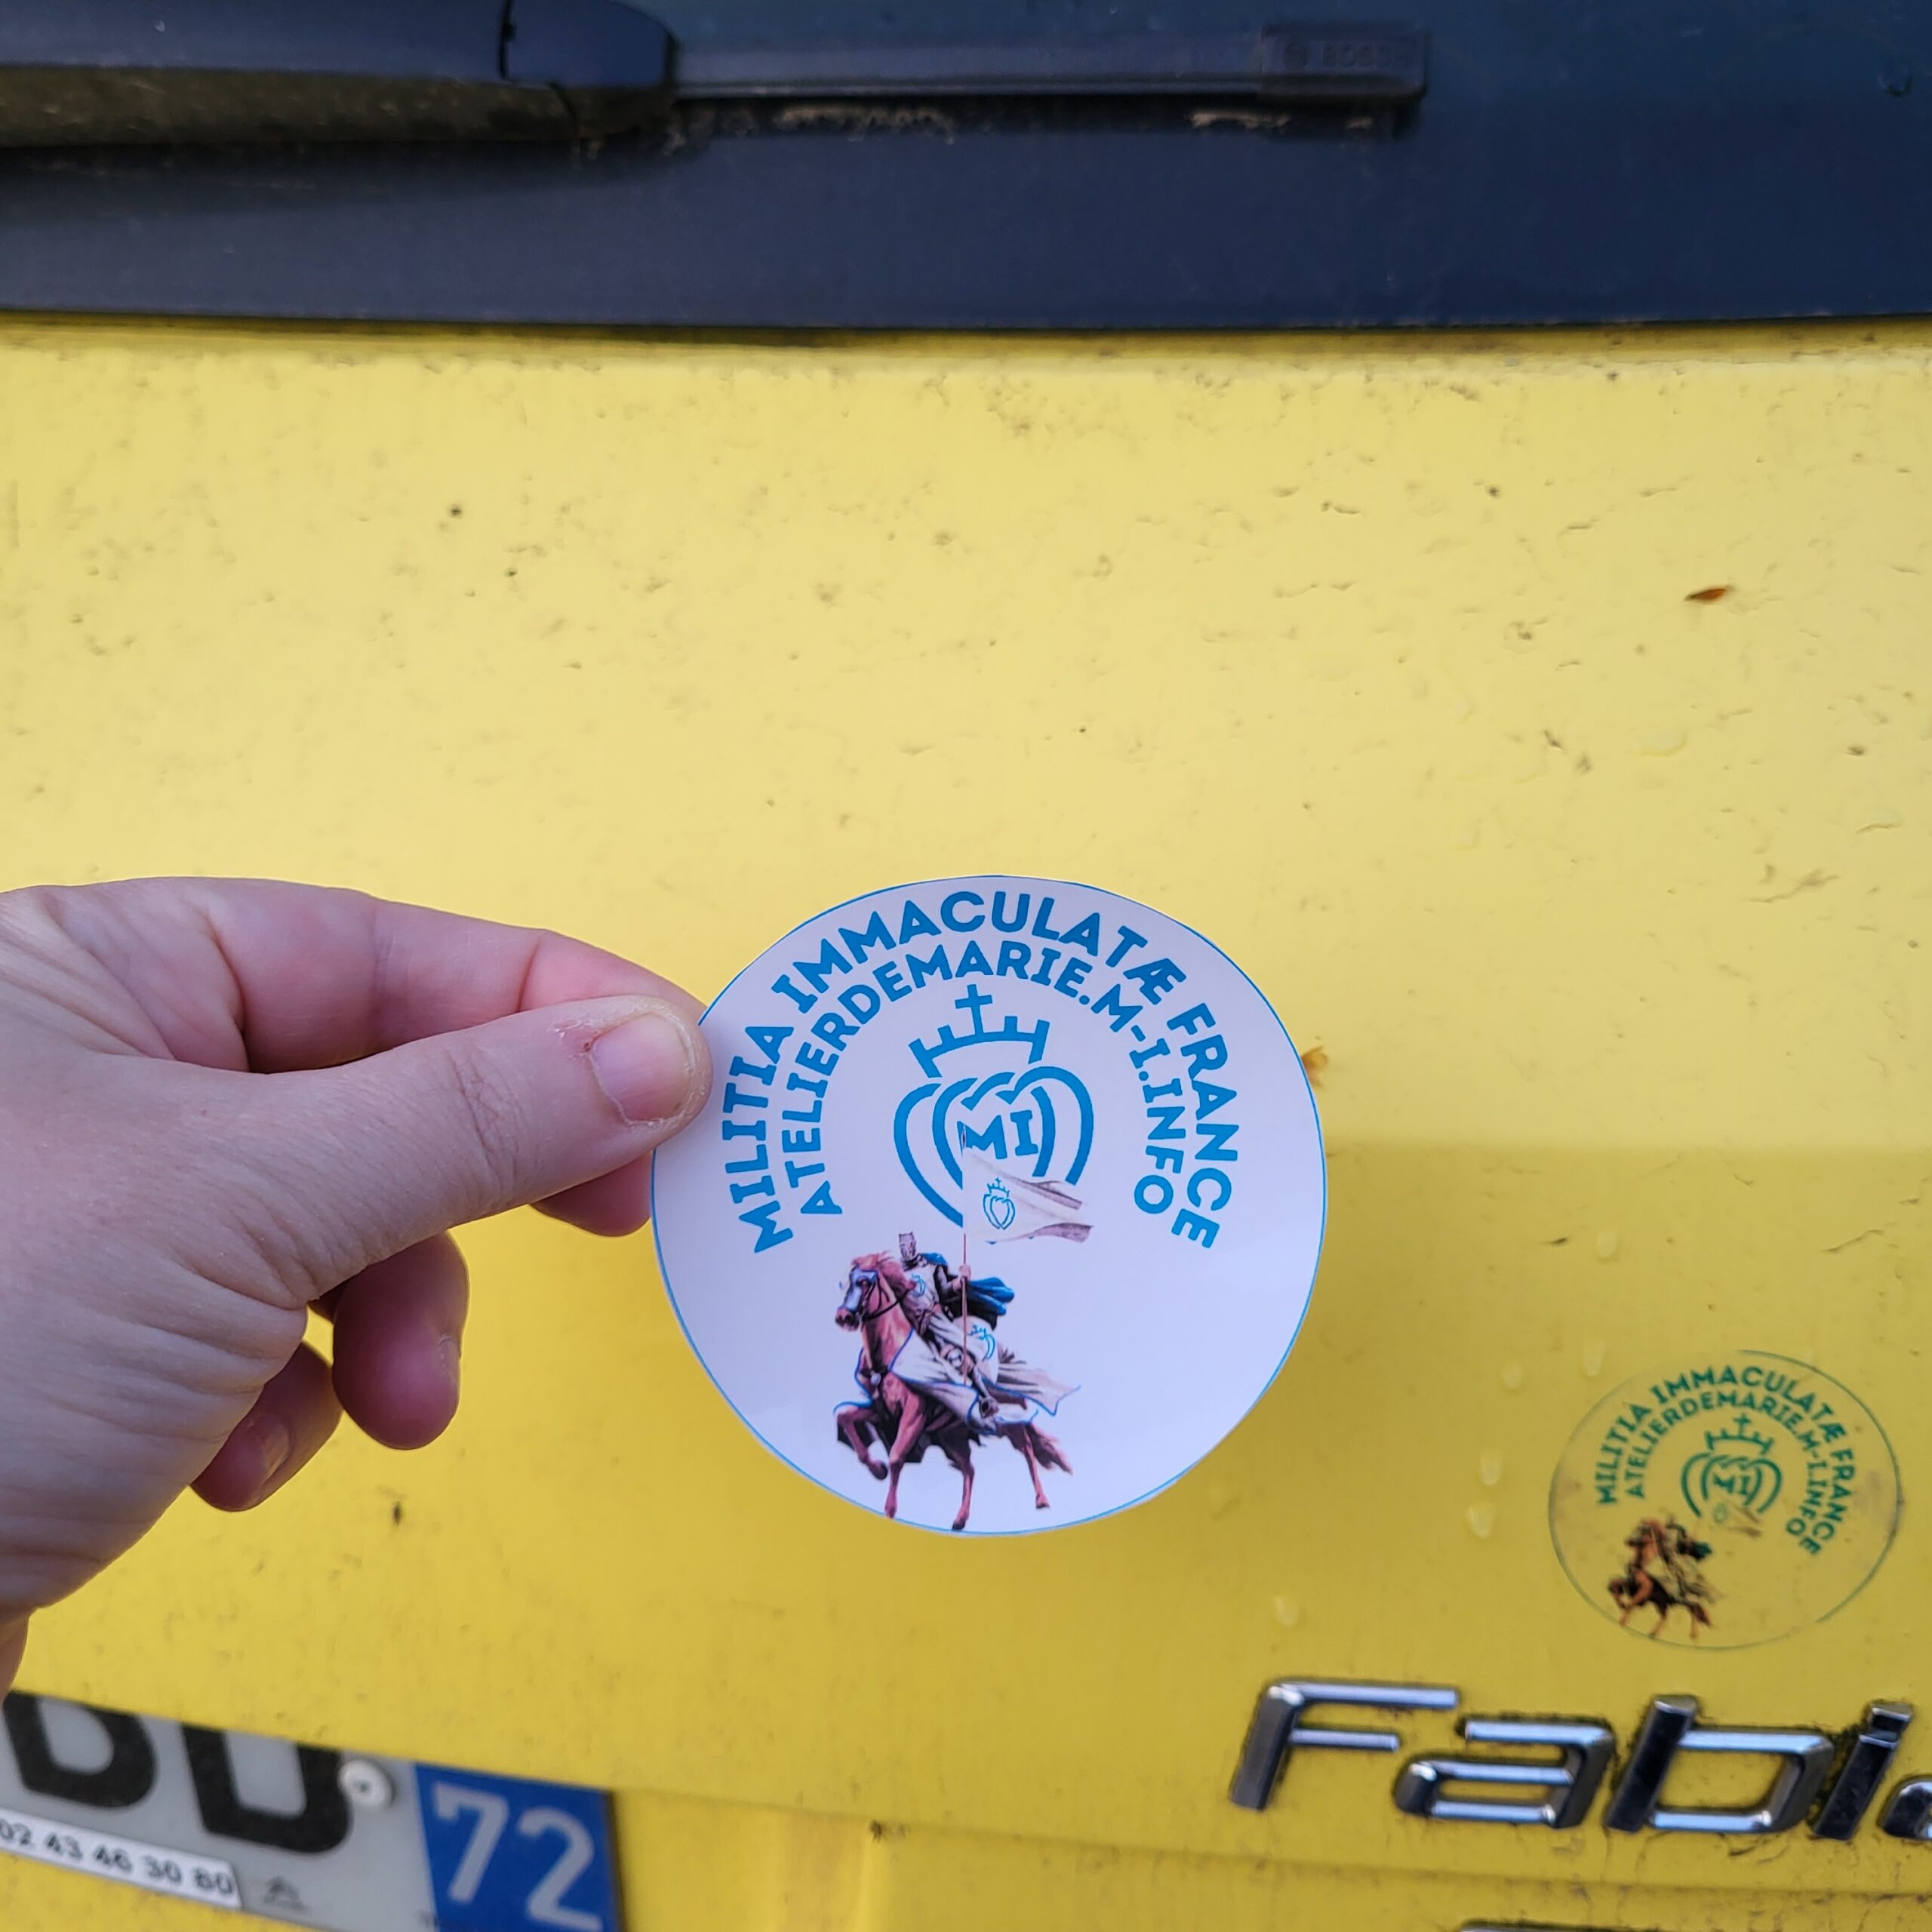 BOSCH
MILITIA IMMACULATÆ FRANCE
ATELIERDEMARIE.M-I.INFO
MI
MILITIA IMMACULATÆ FRANCE
ATELIERDEMARIE.M-I.INFO
MI
Fabi
72
02 43 46 30 80